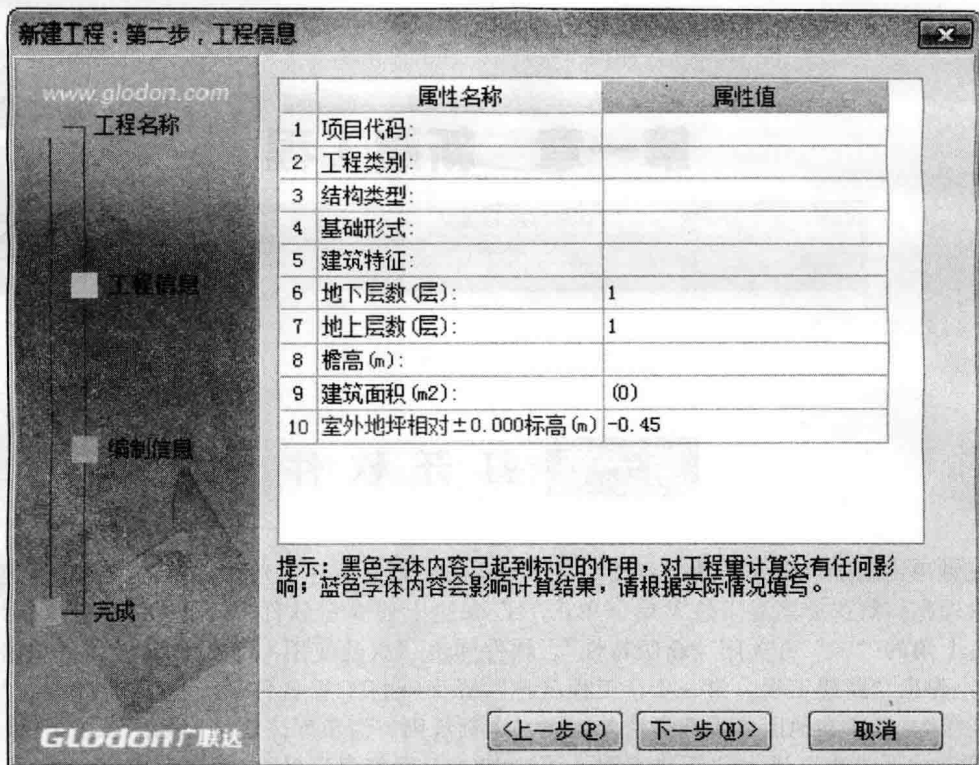 新建工程：第二步，工程信息
www.glodon.com
工程名称
工程信息
编制信息
完成
GLodon广联达
属性名称 属性值
1 项目代码:
2 工程类别:
3 结构类型:
4 基础形式:
5 建筑特征:
6 地下层数(层): 1
7 地上层数(层): 1
8 檐高(m):
9 建筑面积(m2): (0)
10 室外地坪相对±0.000标高(m) -0.45
提示：黑色字体内容只起到标识的作用，对工程量计算没有任何影
响；蓝色字体内容会影响计算结果，请根据实际情况填写。
<上一步(P) 下一步(N)> 取消